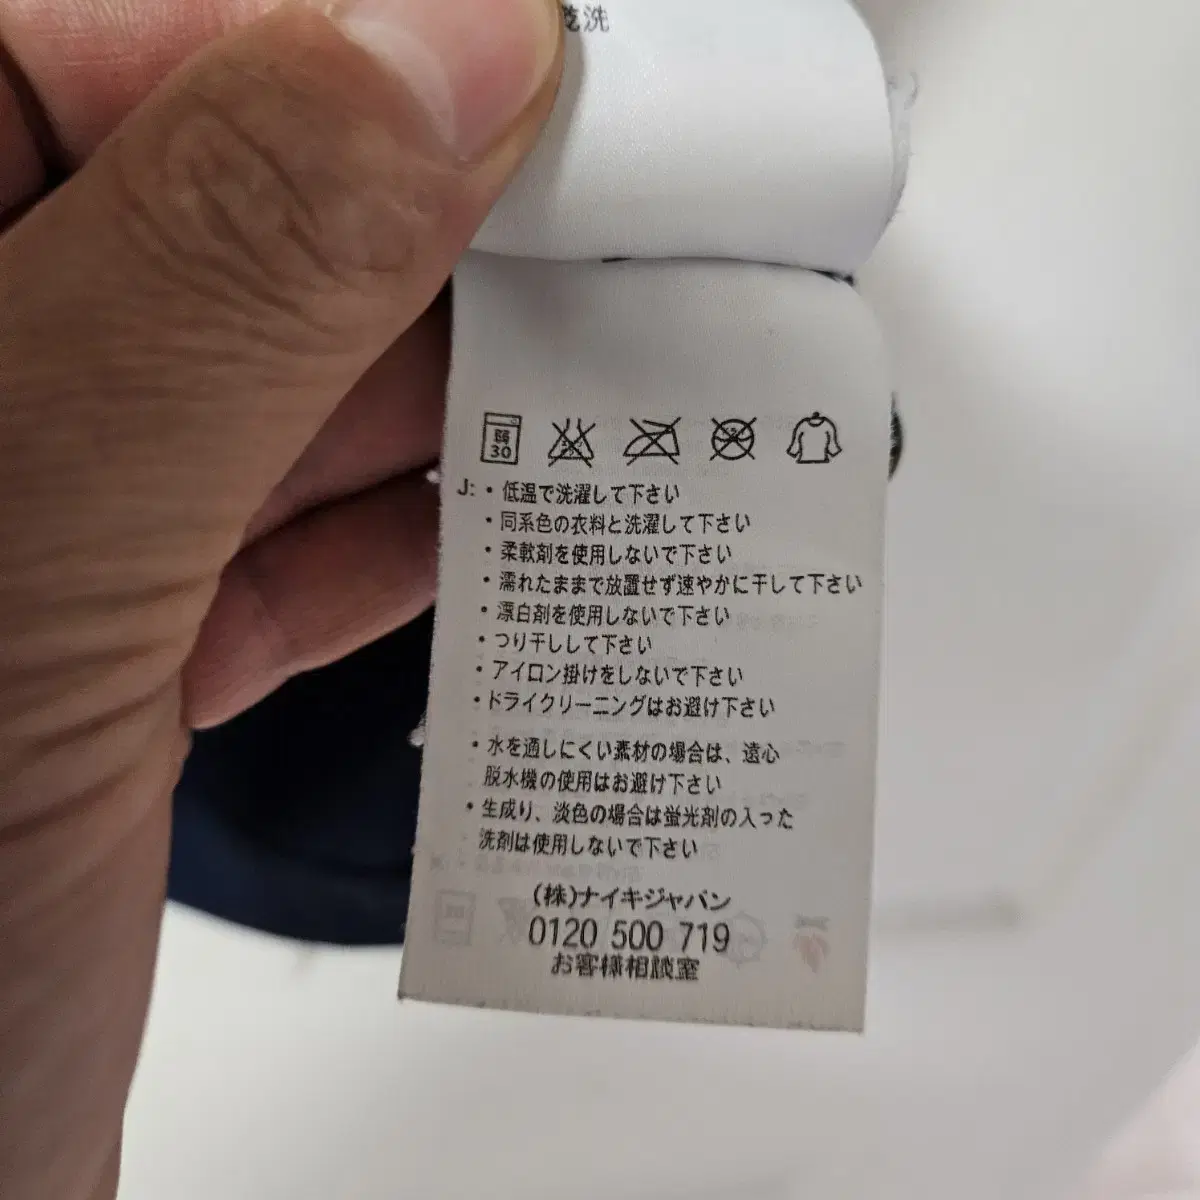 乾洗
弱
30
J: ・低温で洗濯して下さい
・同系色の衣料と洗濯して下さい
・柔軟剤を使用しないで下さい
・濡れたままで放置せず速やかに干して下さい
・漂白剤を使用しないで下さい
・つり干しして下さい
・アイロン掛けをしないで下さい
・ドライクリーニングはお避け下さい
・水を通しにくい素材の場合は、遠心
脱水機の使用はお避け下さい
・生成り、淡色の場合は蛍光剤の入った
洗剤は使用しないで下さい
(株)ナイキジャパン
0120 500 719
お客様相談室